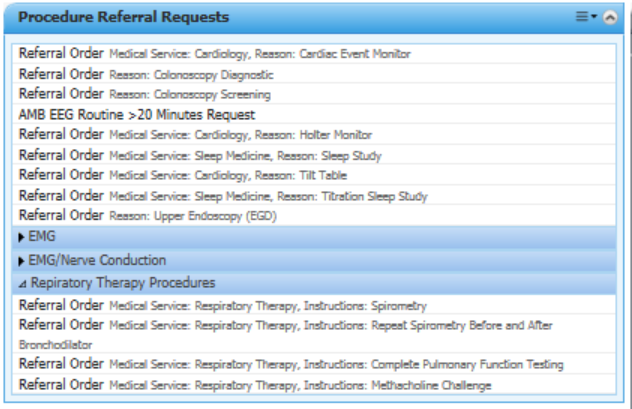 Procedure Referral Requests
Referral Order Medical Service: Cardiology, Reason: Cardiac Event Monitor
Referral Order Reason: Colonoscopy Diagnostic
Referral Order Reason: Colonoscopy Screening
AMB EEG Routine >20 Minutes Request
Referral Order Medical Service: Cardiology, Reason: Holter Monitor
Referral Order Medical Service: Sleep Medicine, Reason: Sleep Study
Referral Order Medical Service: Cardiology, Reason: Tilt Table
Referral Order Medical Service: Sleep Medicine, Reason: Titration Sleep Study
Referral Order Reason: Upper Endoscopy (EGD)
EMG
EMG/Nerve Conduction
Repiratory Therapy Procedures
Referral Order Medical Service: Respiratory Therapy, Instructions: Spirometry
Referral Order Medical Service: Respiratory Therapy, Instructions: Repeat Spirometry Before and After
Bronchodilator
Referral Order Medical Service: Respiratory Therapy, Instructions: Complete Pulmonary Function Testing
Referral Order Medical Service: Respiratory Therapy, Instructions: Methacholine Challenge